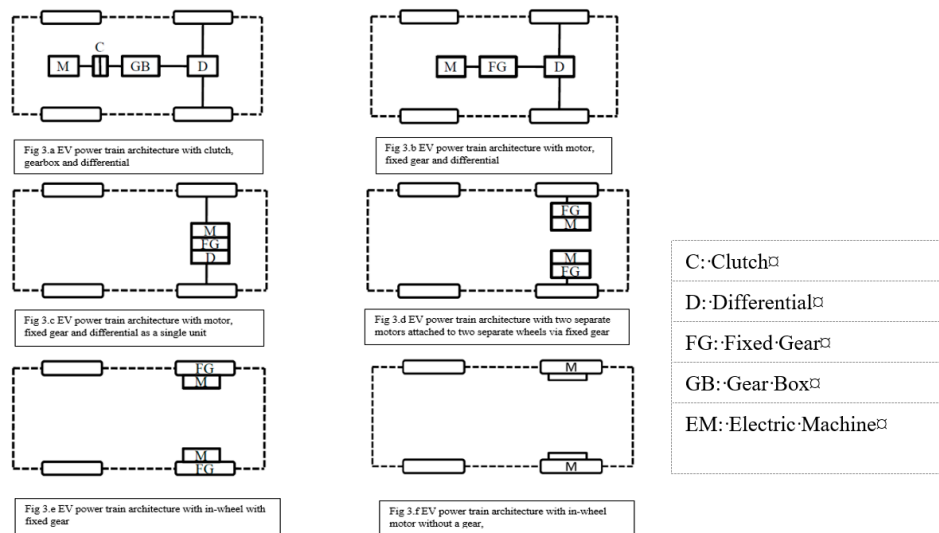 C
M
GB
D
Fig 3.a EV power train architecture with clutch,
gearbox and differential
M
FG
D
Fig 3.b EV power train architecture with motor,
fixed gear and differential
M
FG
D
Fig 3.c EV power train architecture with motor,
fixed gear and differential as a single unit
FG
M
M
FG
Fig 3.d EV power train architecture with two separate
motors attached to two separate wheels via fixed gear
FG
M
M
FG
Fig 3.e EV power train architecture with in-wheel with
fixed gear
M
M
Fig 3.f EV power train architecture with in-wheel
motor without a gear,
C:·Clutch¤
D:·Differential¤
FG:·Fixed·Gear¤
GB:·Gear·Box¤
EM:·Electric·Machine¤